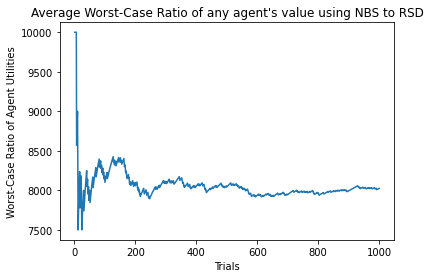 Average Worst-Case Ratio of any agent's value using NBS to RSD
Worst-Case Ratio of Agent Utilities
10000
9500
9000
8500
8000
7500
0 200 400 600 800 1000
Trials